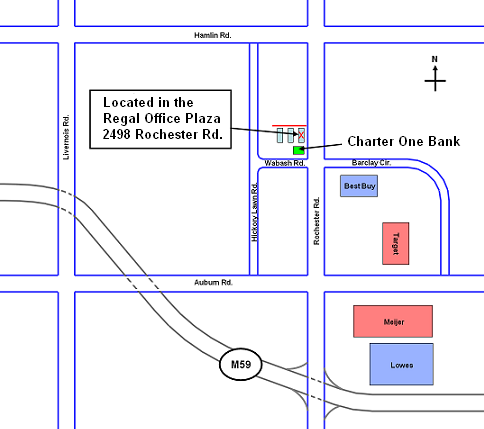 Hamlin Rd.
N
Located in the
Regal Office Plaza
2498 Rochester Rd.
Livernois Rd.
Charter One Bank
Wabash Rd.
Barclay Cir.
Best Buy
Hickory Lawn Rd.
Rochester Rd.
Target
Auburn Rd.
Meijer
M59
Lowes